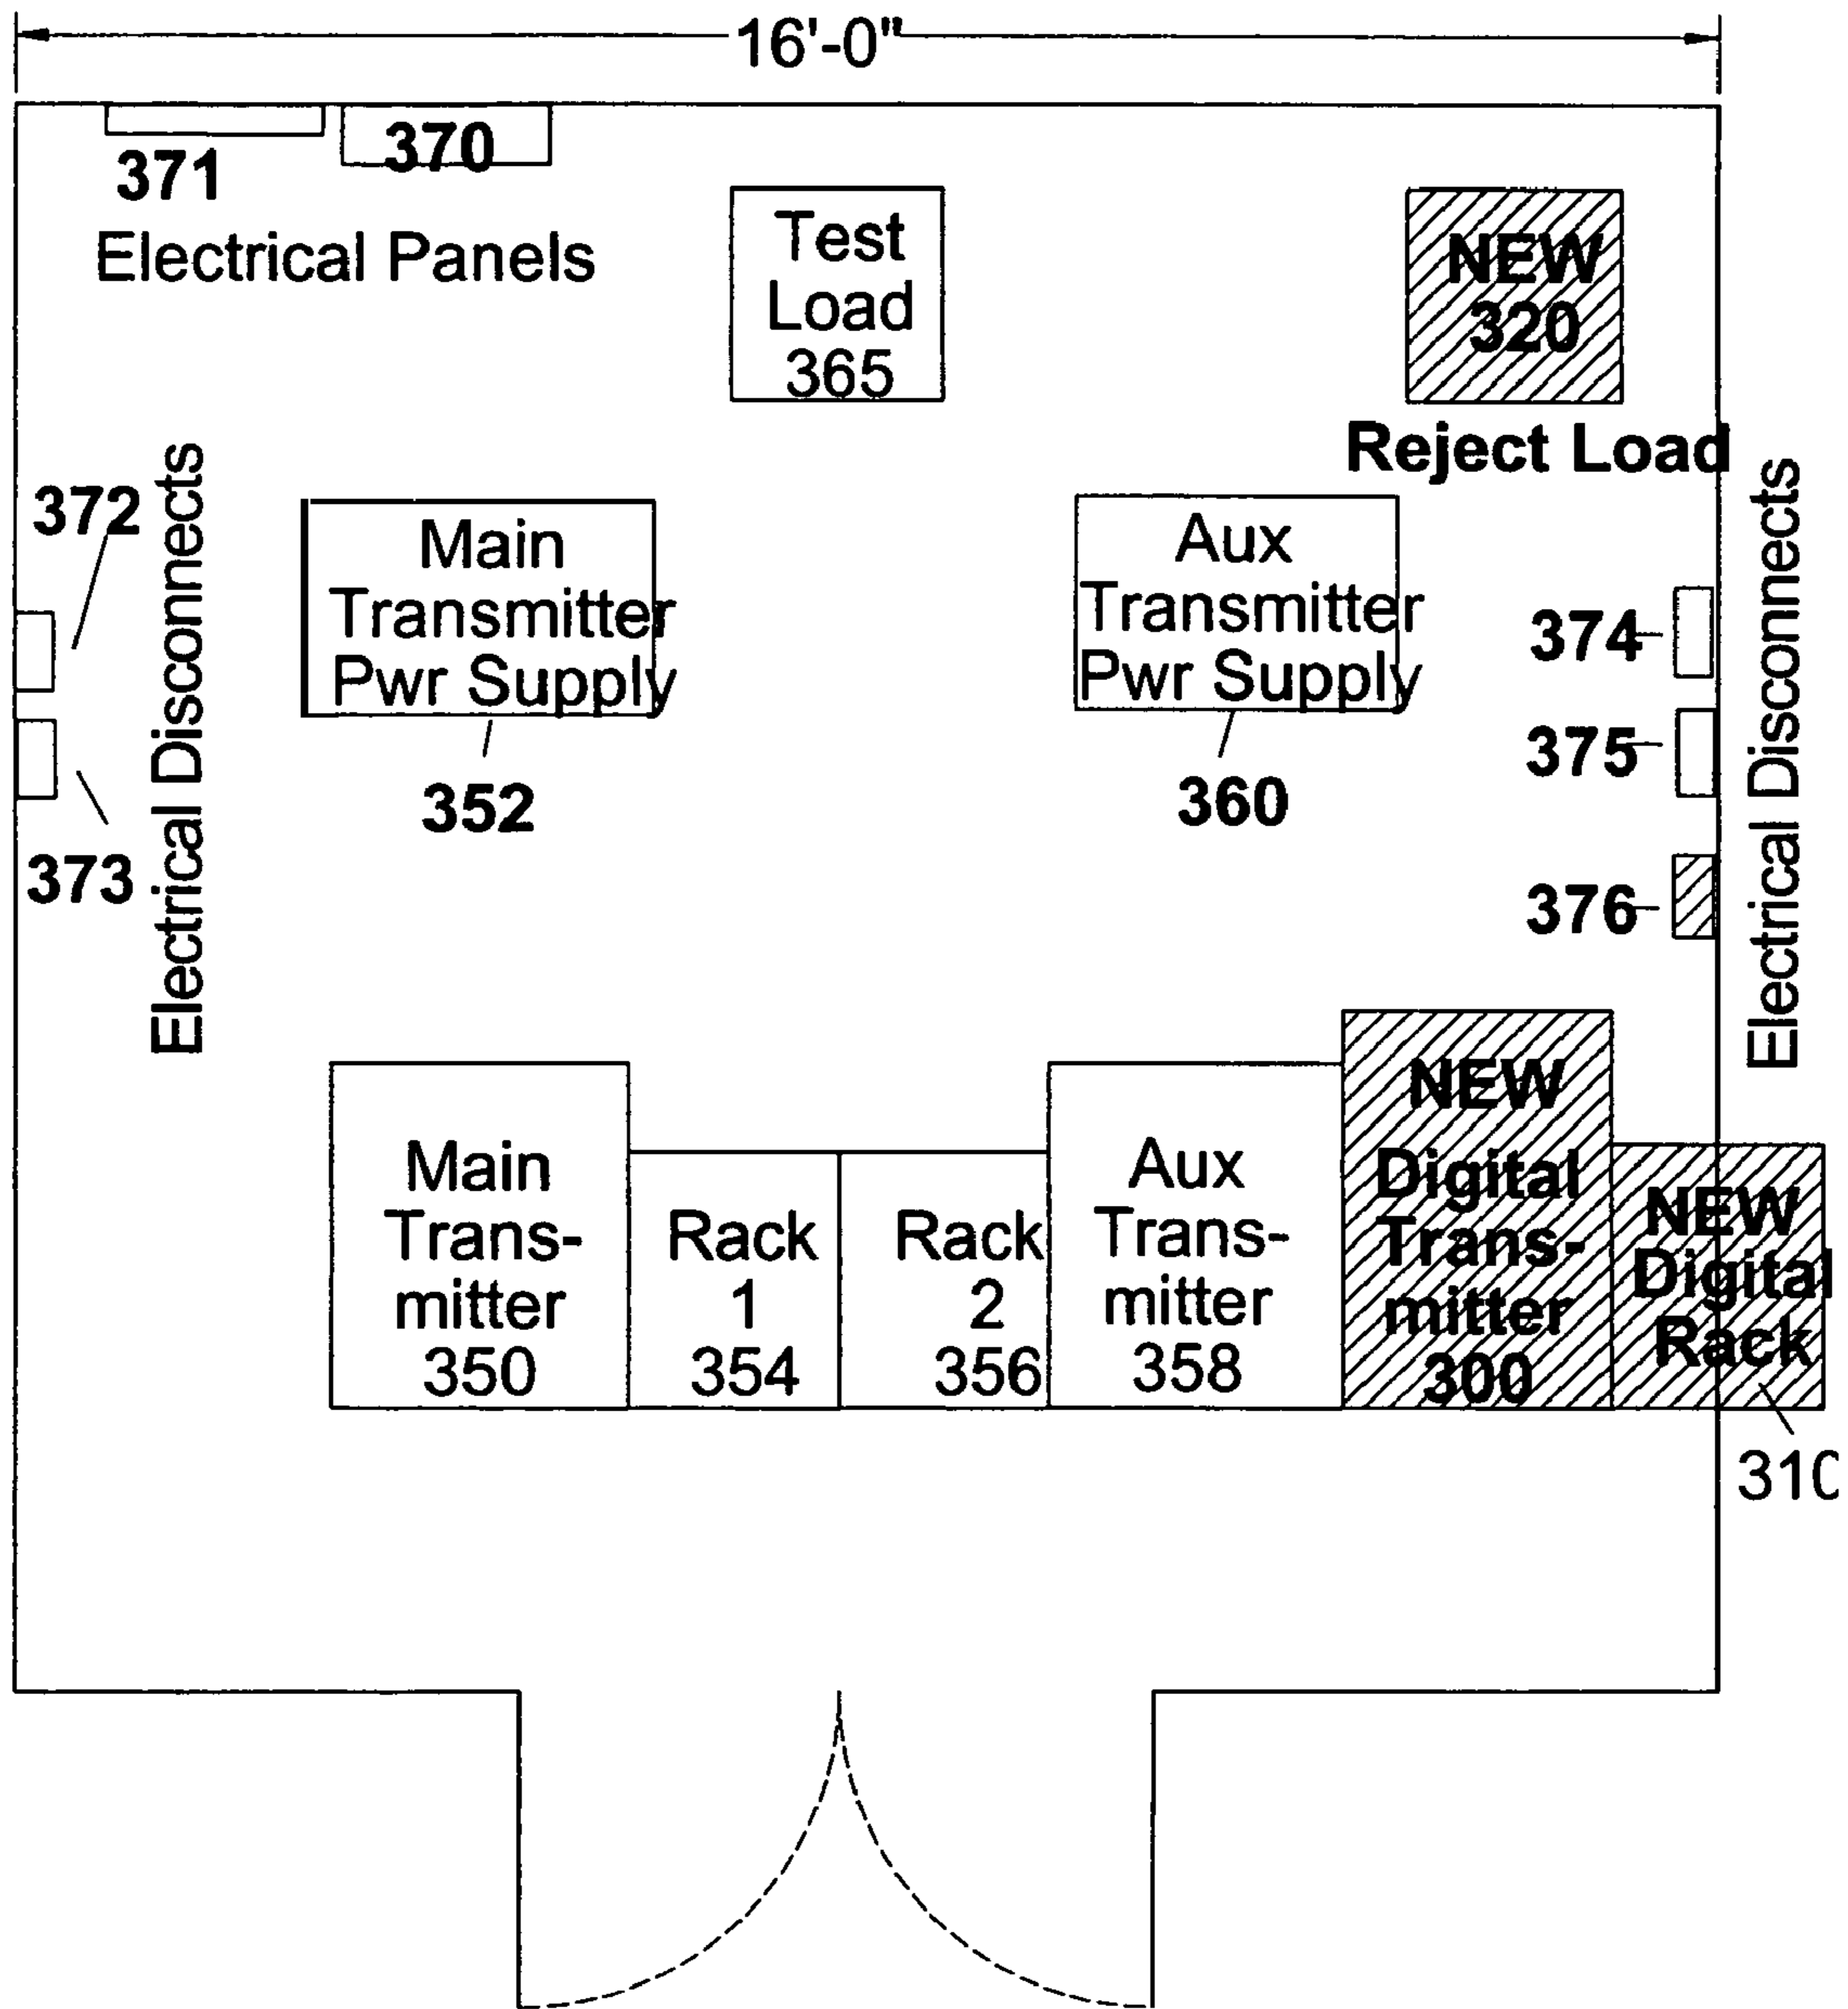 16'-0"
371
370
Electrical Panels
Test
Load
365
NEW
320
Reject Load
372
373
Electrical Disconnects
Main
Transmitter
Pwr Supply
352
Aux
Transmitter
Pwr Supply
360
374
375
376
Electrical Disconnects
Main
Trans-
mitter
350
Rack
1
354
Rack
2
356
Aux
Trans-
mitter
358
NEW
Digital
Trans-
mitter
300
NEW
Digital
Rack
310